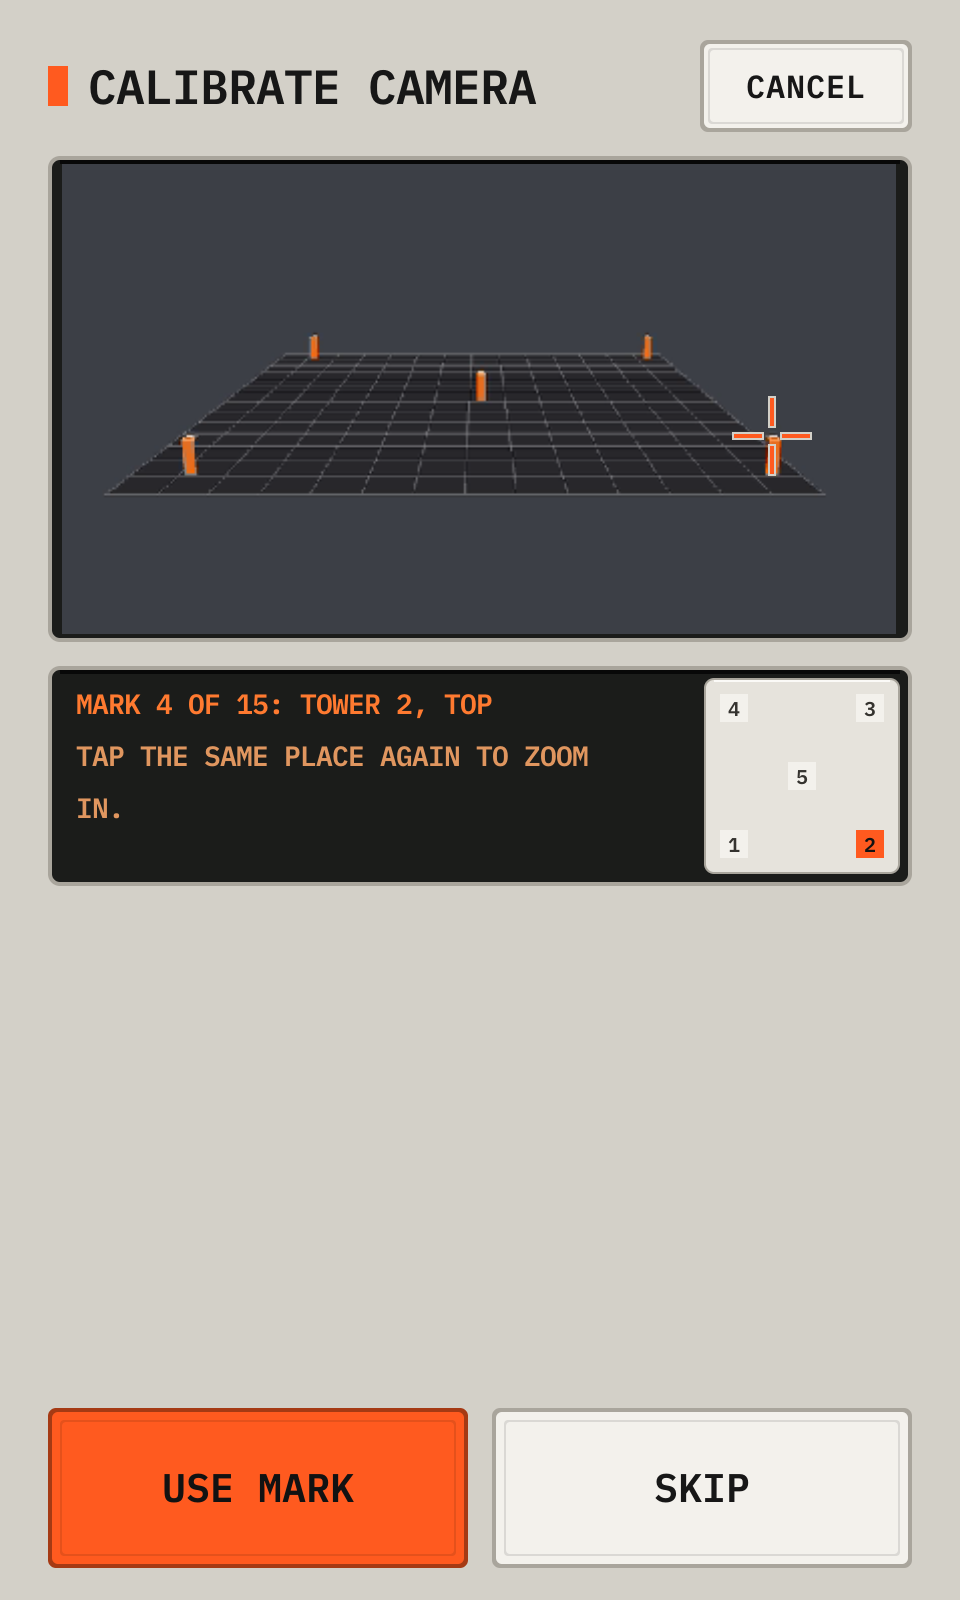 CALIBRATE CAMERA
CANCEL
MARK 4 OF 15: TOWER 2, TOP
TAP THE SAME PLACE AGAIN TO ZOOM
IN.
4 3
5
1 2
USE MARK
SKIP